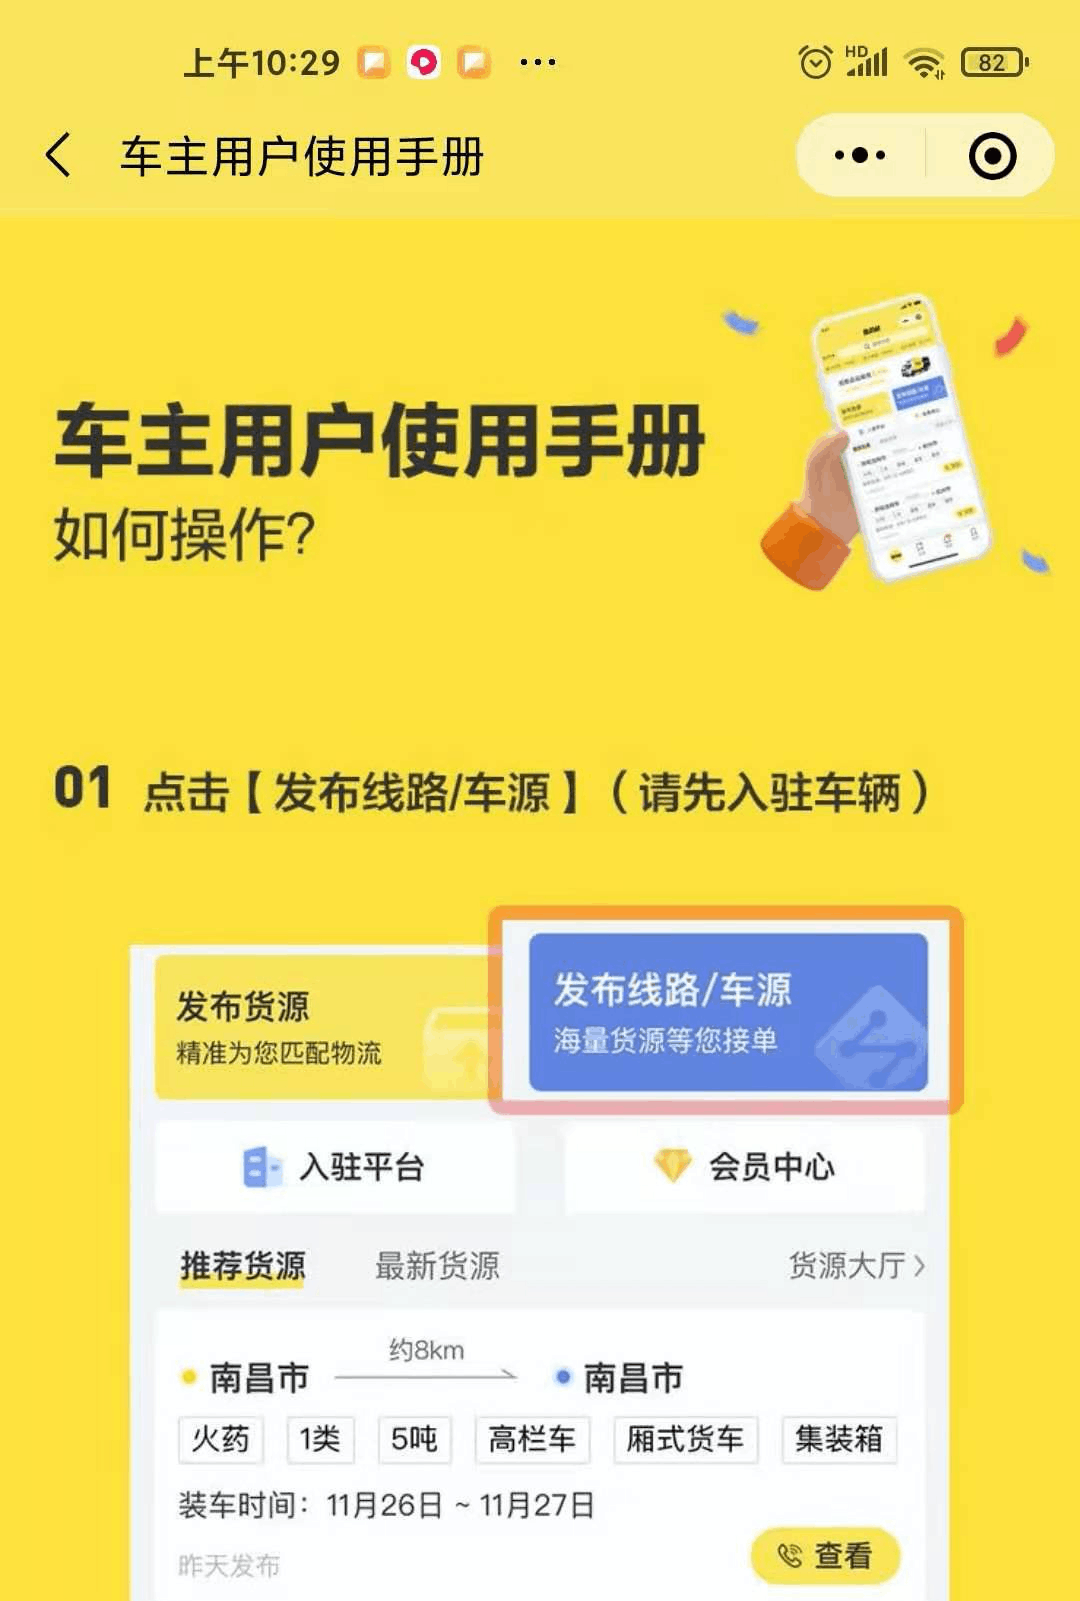 上午10:29
HD
82
车主用户使用手册
车主用户使用手册
如何操作?
01 点击【发布线路/车源】(请先入驻车辆)
发布货源
精准为您匹配物流
发布线路/车源
海量货源等您接单
入驻平台
会员中心
推荐货源 最新货源 货源大厅
约8km
南昌市 南昌市
火药 1类 5吨 高栏车 厢式货车 集装箱
装车时间：11月26日 ~ 11月27日
昨天发布
查看